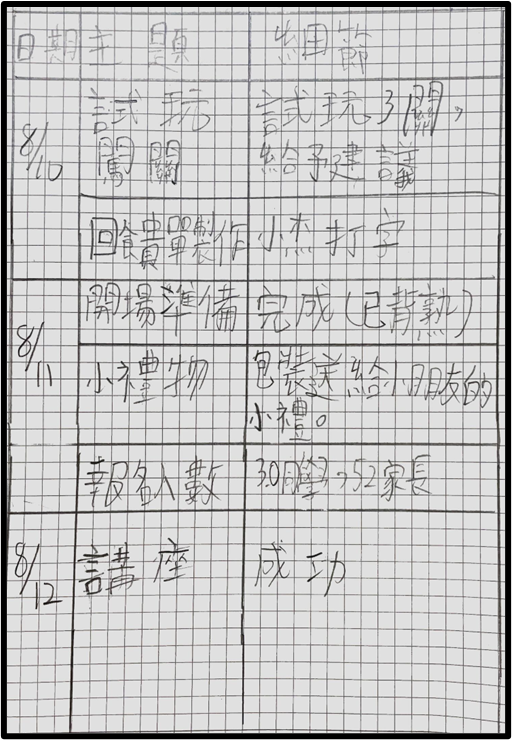 日期 主題 細節
8/10 試玩闖關 試玩3關,給予建議
回饋單製作 小杰打字
8/11 開場準備 完成(已背熟)
小禮物 包裝送給小朋友的小禮。
報名人數 30同學,52家長
8/12 講座 成功